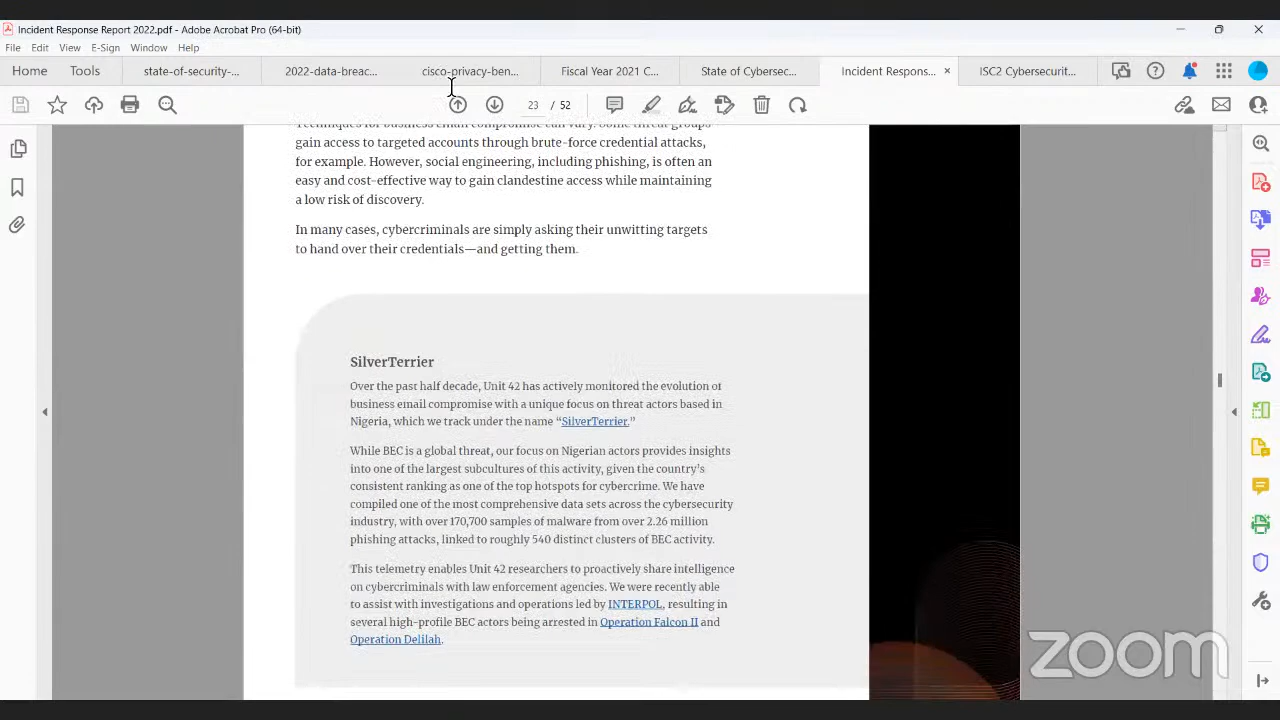 Incident Response Report 2022.pdf - Adobe Acrobat Pro (64-bit)
File Edit View E-Sign Window Help
Home Tools state-of-security-... 2022-data-breac... cisco-privacy-ben... Fiscal Year 2021 C... State of Cybersec... Incident Respons... × ISC2 Cybersecurit...
23 / 52
Techniques for business email compromise can vary. Some threat groups
gain access to targeted accounts through brute-force credential attacks,
for example. However, social engineering, including phishing, is often an
easy and cost-effective way to gain clandestine access while maintaining
a low risk of discovery.
In many cases, cybercriminals are simply asking their unwitting targets
to hand over their credentials—and getting them.
SilverTerrier
Over the past half decade, Unit 42 has actively monitored the evolution of
business email compromise with a unique focus on threat actors based in
Nigeria, which we track under the name “SilverTerrier.”
While BEC is a global threat, our focus on Nigerian actors provides insights
into one of the largest subcultures of this activity, given the country’s
consistent ranking as one of the top hotspots for cybercrime. We have
compiled one of the most comprehensive data sets across the cybersecurity
industry, with over 170,700 samples of malware from over 2.26 million
phishing attacks, linked to roughly 540 distinct clusters of BEC activity.
This telemetry enables Unit 42 researchers to proactively share intelligence
on cybercriminals with law enforcement agencies. We were recently able
to assist with investigations and operations led by INTERPOL, resulting in
several high-profile BEC actors being arrested in Operation Falcon II and
Operation Delilah.
zoom